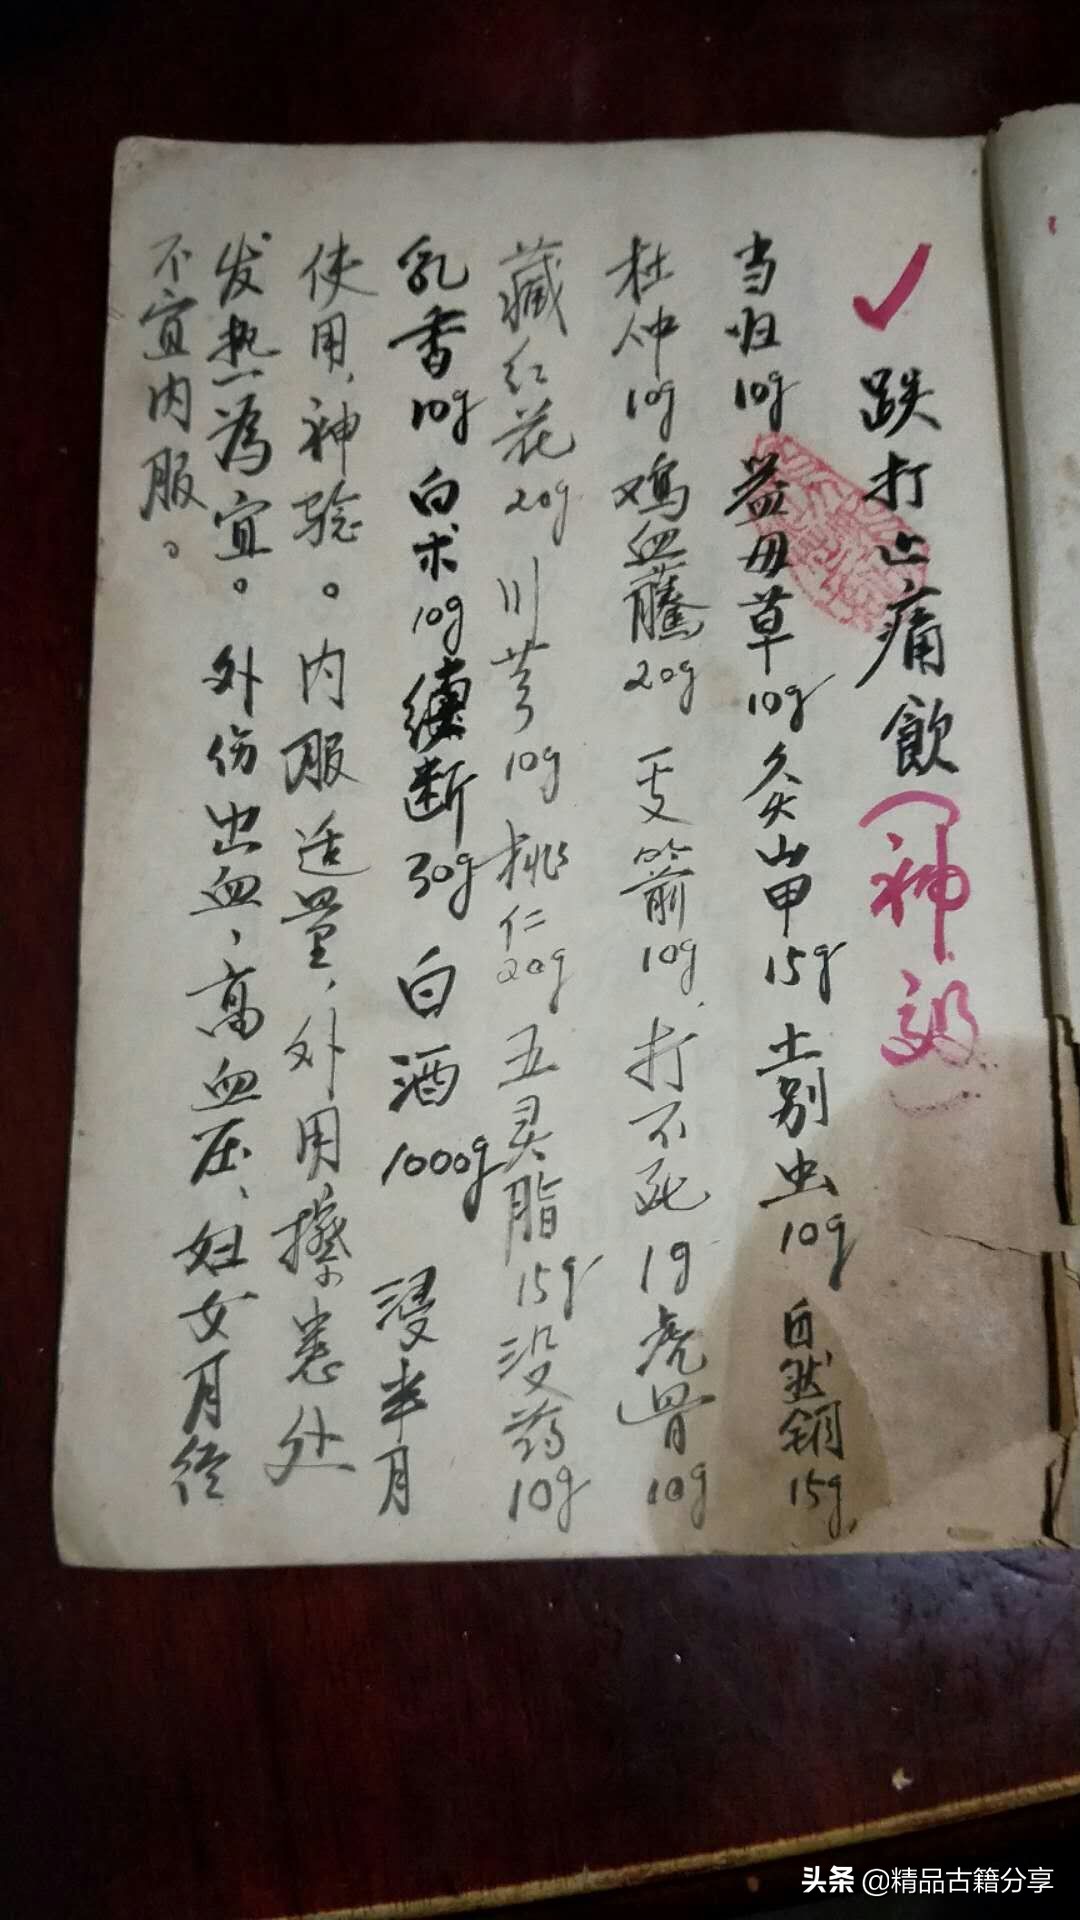 跌打止痛飲（神效）
当归10g 益母草10g 灸山甲15g 土别虫10g 自然铜15g
杜仲10g 鸡血藤20g 一支箭10g、打不死19 虎骨10g
藏红花20g 川芎10g 桃仁20g 五灵脂15g 没药10g
乳香10g 白术10g 續断30g 白酒1000g 浸半月
使用，神验。内服适量，外用擦患处
发热為宜。外伤出血，高血压、妇女月经
不宜内服。
头条 @精品古籍分享